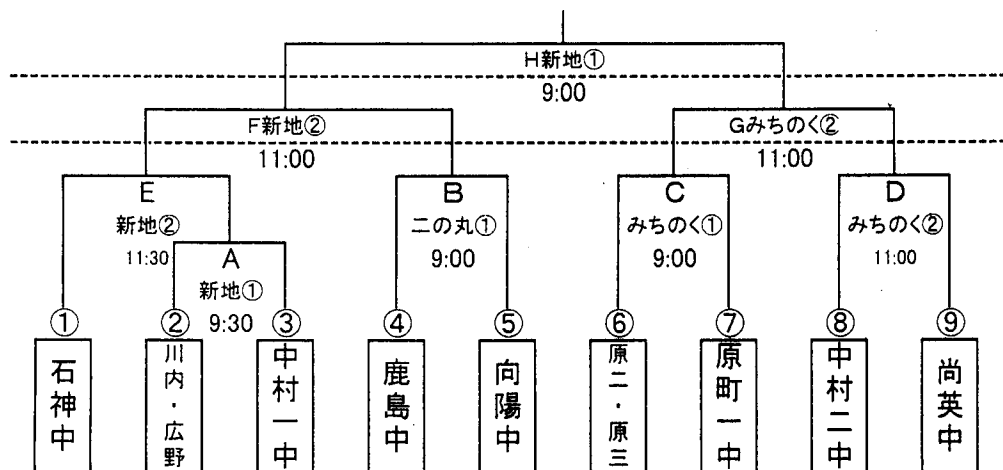 H新地①
9:00
F新地②
Gみちのく②
11:00
11:00
E
B
C
D
新地②
二の丸①
みちのく①
みちのく②
11:30
A
9:00
9:00
11:00
新地①
9:30
①
②
③
④
⑤
⑥
⑦
⑧
⑨
石神中
川内・広野
中村一中
鹿島中
向陽中
原二・原三
原町一中
中村二中
尚英中